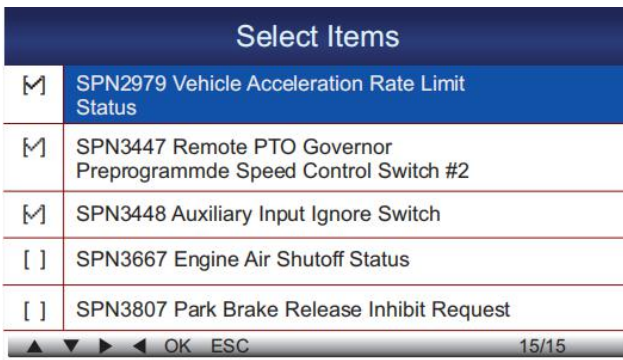 Select Items
[✓] SPN2979 Vehicle Acceleration Rate Limit
Status
[✓] SPN3447 Remote PTO Governor
Preprogrammde Speed Control Switch #2
[✓] SPN3448 Auxiliary Input Ignore Switch
[ ] SPN3667 Engine Air Shutoff Status
[ ] SPN3807 Park Brake Release Inhibit Request
▲ ▼ ▶ ◀ OK ESC 15/15